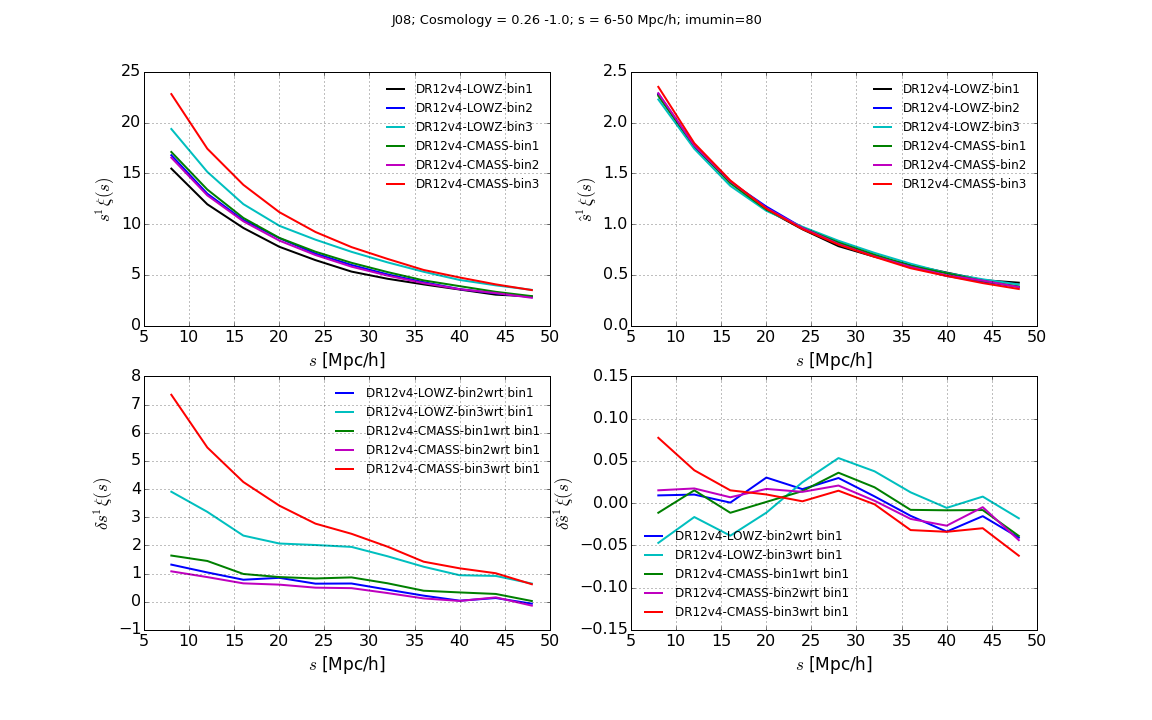 J08; Cosmology = 0.26 -1.0; s = 6-50 Mpc/h; imumin=80
25
20
15
10
5
0
5 10 15 20 25 30 35 40 45 50
s [Mpc/h]
s¹ ξ(s)
DR12v4-LOWZ-bin1
DR12v4-LOWZ-bin2
DR12v4-LOWZ-bin3
DR12v4-CMASS-bin1
DR12v4-CMASS-bin2
DR12v4-CMASS-bin3
2.5
2.0
1.5
1.0
0.5
0.0
5 10 15 20 25 30 35 40 45 50
s [Mpc/h]
ŝ¹ ξ(s)
DR12v4-LOWZ-bin1
DR12v4-LOWZ-bin2
DR12v4-LOWZ-bin3
DR12v4-CMASS-bin1
DR12v4-CMASS-bin2
DR12v4-CMASS-bin3
8
7
6
5
4
3
2
1
0
−1
5 10 15 20 25 30 35 40 45 50
s [Mpc/h]
DR12v4-LOWZ-bin2wrt bin1
DR12v4-LOWZ-bin3wrt bin1
DR12v4-CMASS-bin1wrt bin1
DR12v4-CMASS-bin2wrt bin1
DR12v4-CMASS-bin3wrt bin1
0.15
0.10
0.05
0.00
−0.05
−0.10
−0.15
5 10 15 20 25 30 35 40 45 50
s [Mpc/h]
DR12v4-LOWZ-bin2wrt bin1
DR12v4-LOWZ-bin3wrt bin1
DR12v4-CMASS-bin1wrt bin1
DR12v4-CMASS-bin2wrt bin1
DR12v4-CMASS-bin3wrt bin1